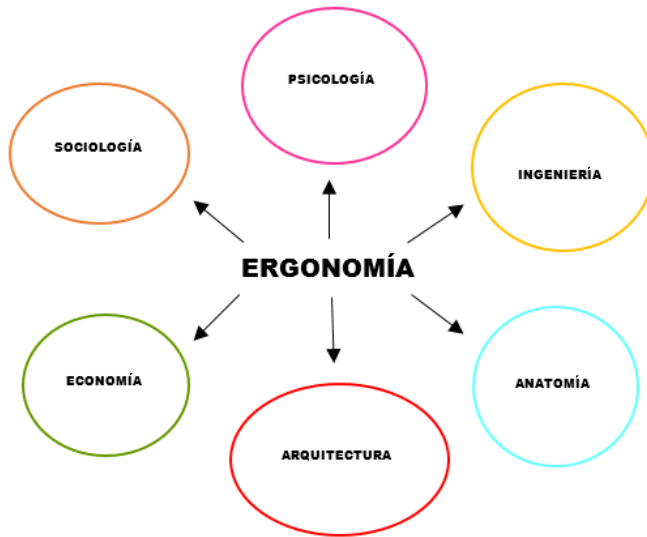 PSICOLOGÍA
SOCIOLOGÍA
INGENIERÍA
ERGONOMÍA
ECONOMÍA
ANATOMÍA
ARQUITECTURA